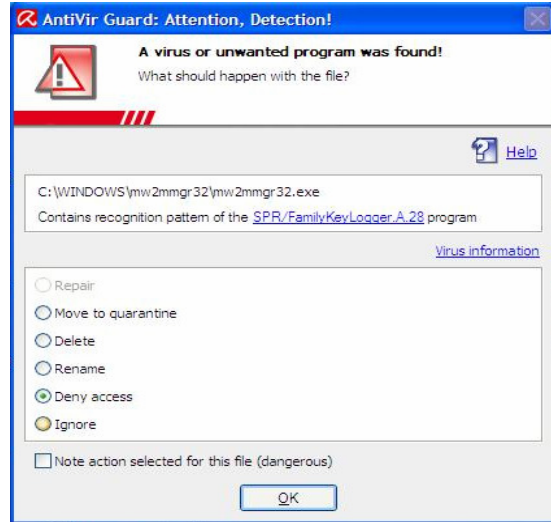 AntiVir Guard: Attention, Detection!
A virus or unwanted program was found!
What should happen with the file?
Help
C:\WINDOWS\mw2mmgr32\mw2mmgr32.exe
Contains recognition pattern of the SPR/FamilyKeyLogger.A.28 program
Virus information
Repair
Move to quarantine
Delete
Rename
Deny access
Ignore
Note action selected for this file (dangerous)
OK